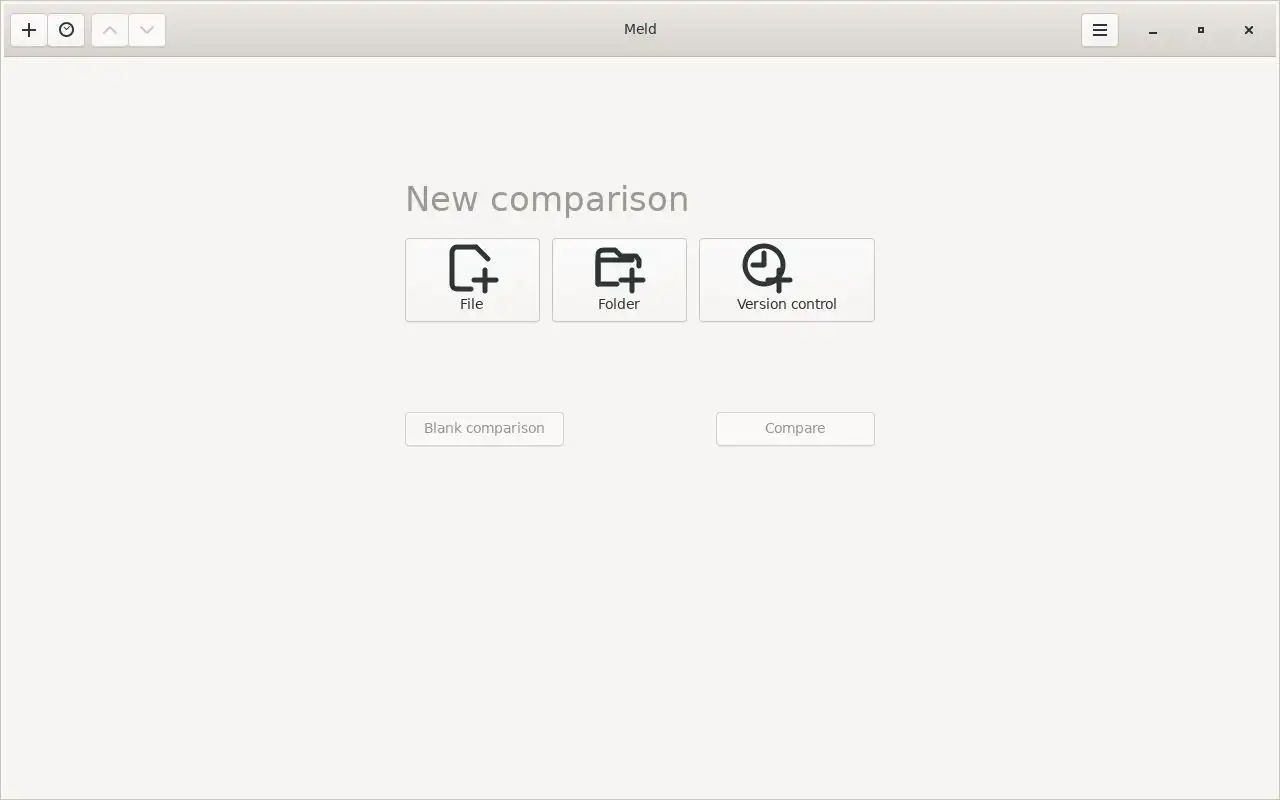 Meld
New comparison
File
Folder
Version control
Blank comparison
Compare